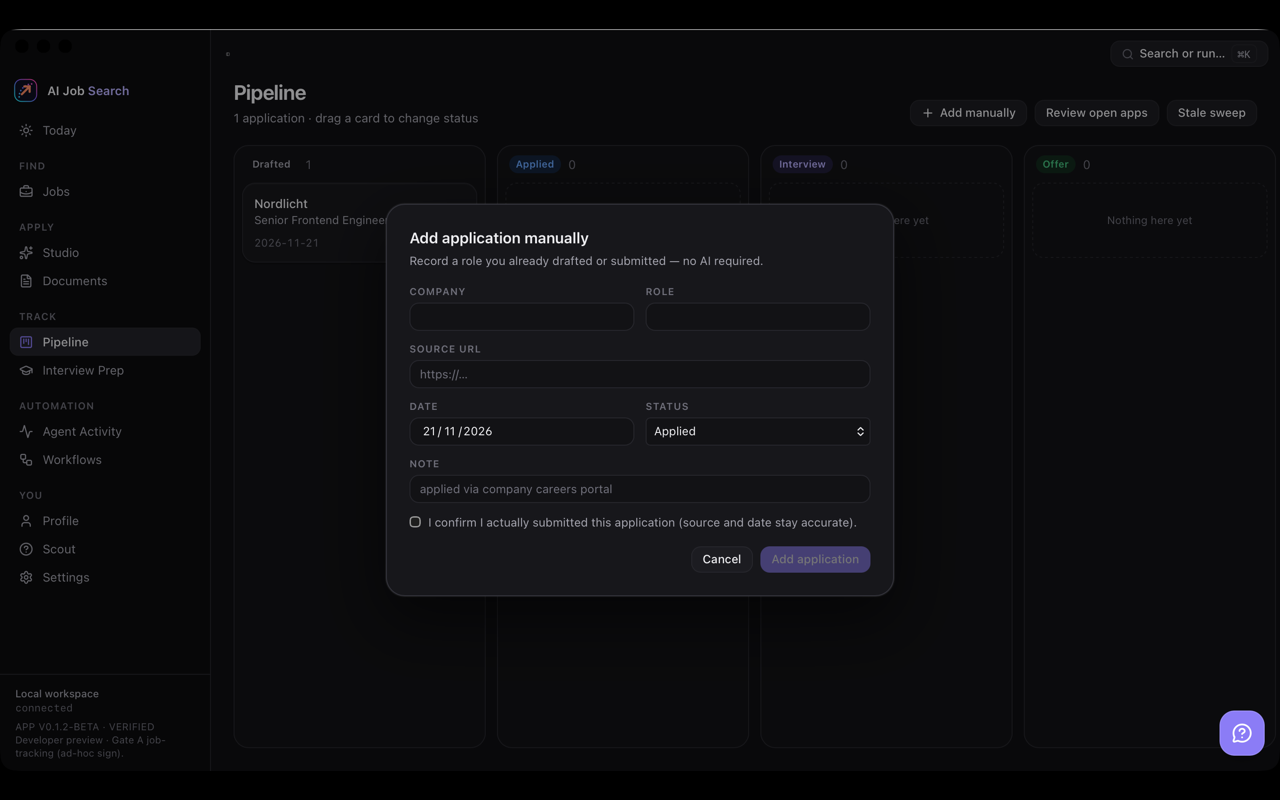 AI Job Search
Today
FIND
Jobs
APPLY
Studio
Documents
TRACK
Pipeline
Interview Prep
AUTOMATION
Agent Activity
Workflows
YOU
Profile
Scout
Settings
Local workspace
connected
APP V0.1.2-BETA · VERIFIED
Developer preview · Gate A job-
tracking (ad-hoc sign).
Search or run... ⌘K
Pipeline
1 application · drag a card to change status
+ Add manually
Review open apps
Stale sweep
Drafted 1
Nordlicht
Senior Frontend Enginee
2026-11-21
Applied 0
Interview 0
ere yet
Offer 0
Nothing here yet
Add application manually
Record a role you already drafted or submitted — no AI required.
COMPANY
ROLE
SOURCE URL
https://...
DATE
21/11/2026
STATUS
Applied
NOTE
applied via company careers portal
I confirm I actually submitted this application (source and date stay accurate).
Cancel
Add application